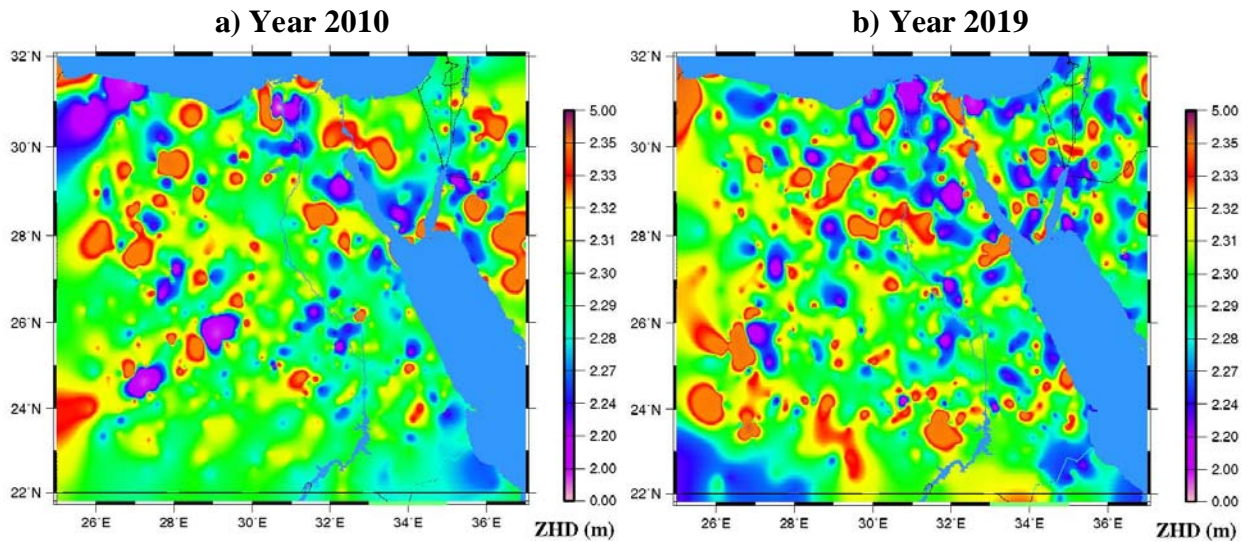 a) Year 2010
b) Year 2019
32°N
30°N
28°N
26°N
24°N
22°N
26°E
28°E
30°E
32°E
34°E
36°E
5.00
2.35
2.33
2.32
2.31
2.30
2.29
2.28
2.27
2.24
2.20
2.00
0.00
ZHD (m)
32°N
30°N
28°N
26°N
24°N
22°N
26°E
28°E
30°E
32°E
34°E
36°E
5.00
2.35
2.33
2.32
2.31
2.30
2.29
2.28
2.27
2.24
2.20
2.00
0.00
ZHD (m)